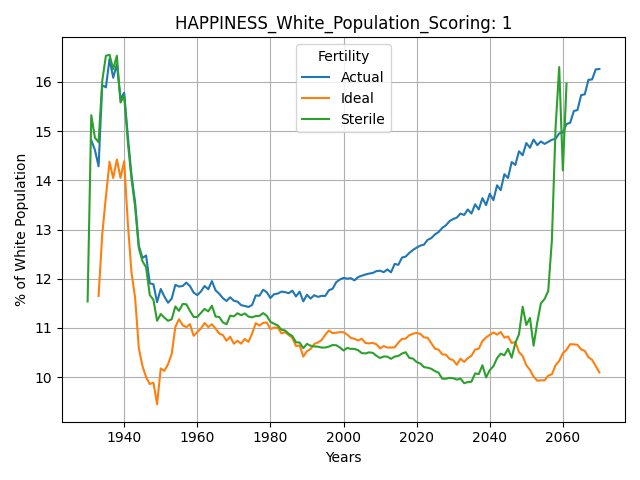 HAPPINESS_White_Population_Scoring: 1
Fertility
Actual
Ideal
Sterile
% of White Population
16
15
14
13
12
11
10
1940
1960
1980
2000
2020
2040
2060
Years